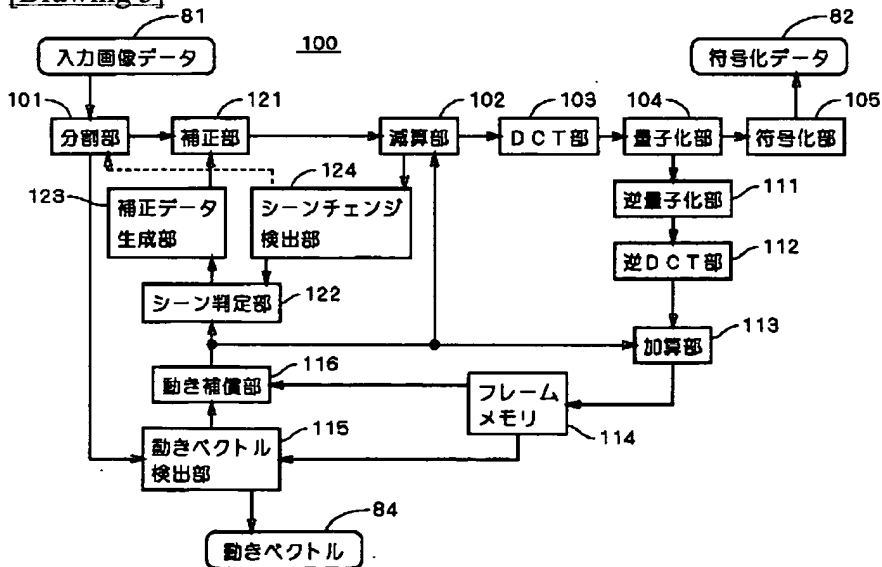 81
82
入力画像データ
100
符号化データ
101
121
102
103
104
105
分割部
補正部
減算部
DCT部
量子化部
符号化部
123
124
111
補正データ
生成部
シーンチェンジ
検出部
逆量子化部
112
逆DCT部
シーン判定部
122
113
加算部
116
動き補償部
フレーム
メモリ
114
115
動きベクトル
検出部
84
動きベクトル